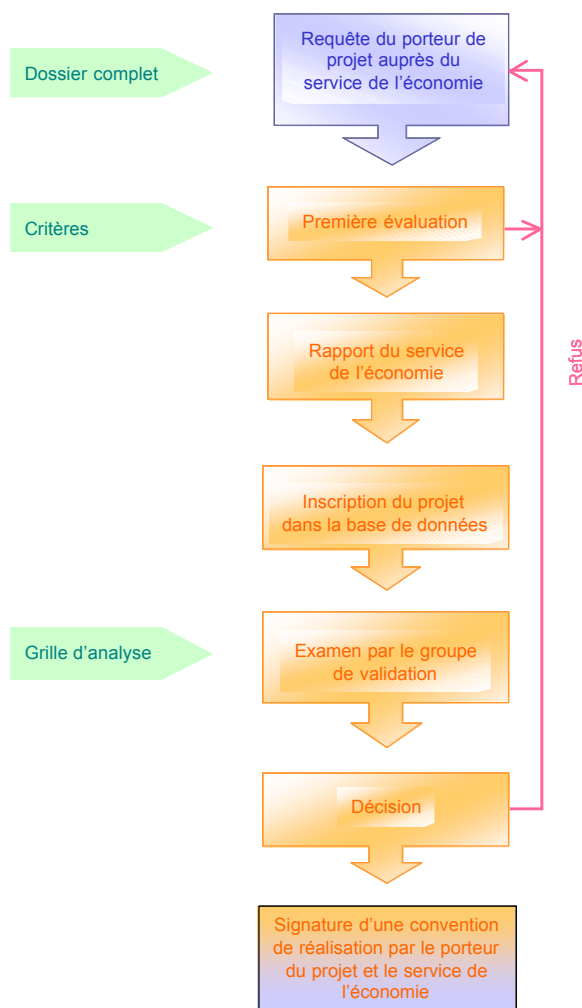 Requête du porteur de
projet auprès du
service de l’économie
Dossier complet
Critères
Première évaluation
Rapport du service
de l’économie
Refus
Inscription du projet
dans la base de données
Grille d’analyse
Examen par le groupe
de validation
Décision
Signature d’une convention
de réalisation par le porteur
du projet et le service de
l’économie